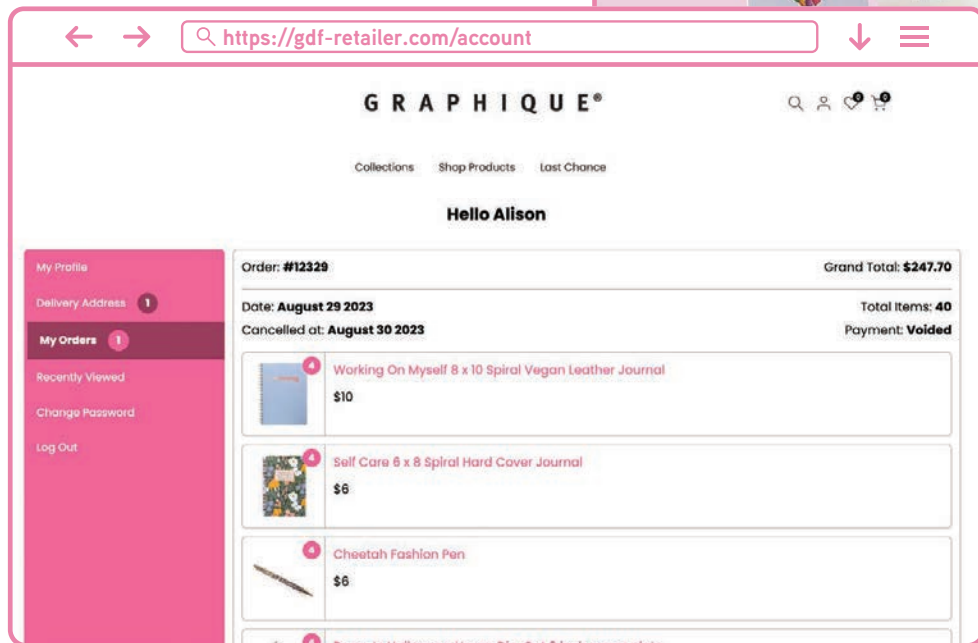 https://gdf-retailer.com/account
GRAPHIQUE®
0 0
Collections Shop Products Last Chance
Hello Alison
My Profile
Delivery Address 1
My Orders 1
Recently Viewed
Change Password
Log Out
Order: #12329 Grand Total: $247.70
Date: August 29 2023 Total Items: 40
Cancelled at: August 30 2023 Payment: Voided
4
Working On Myself 8 x 10 Spiral Vegan Leather Journal
$10
4
Self Care 6 x 8 Spiral Hard Cover Journal
$6
4
Cheetah Fashion Pen
$6